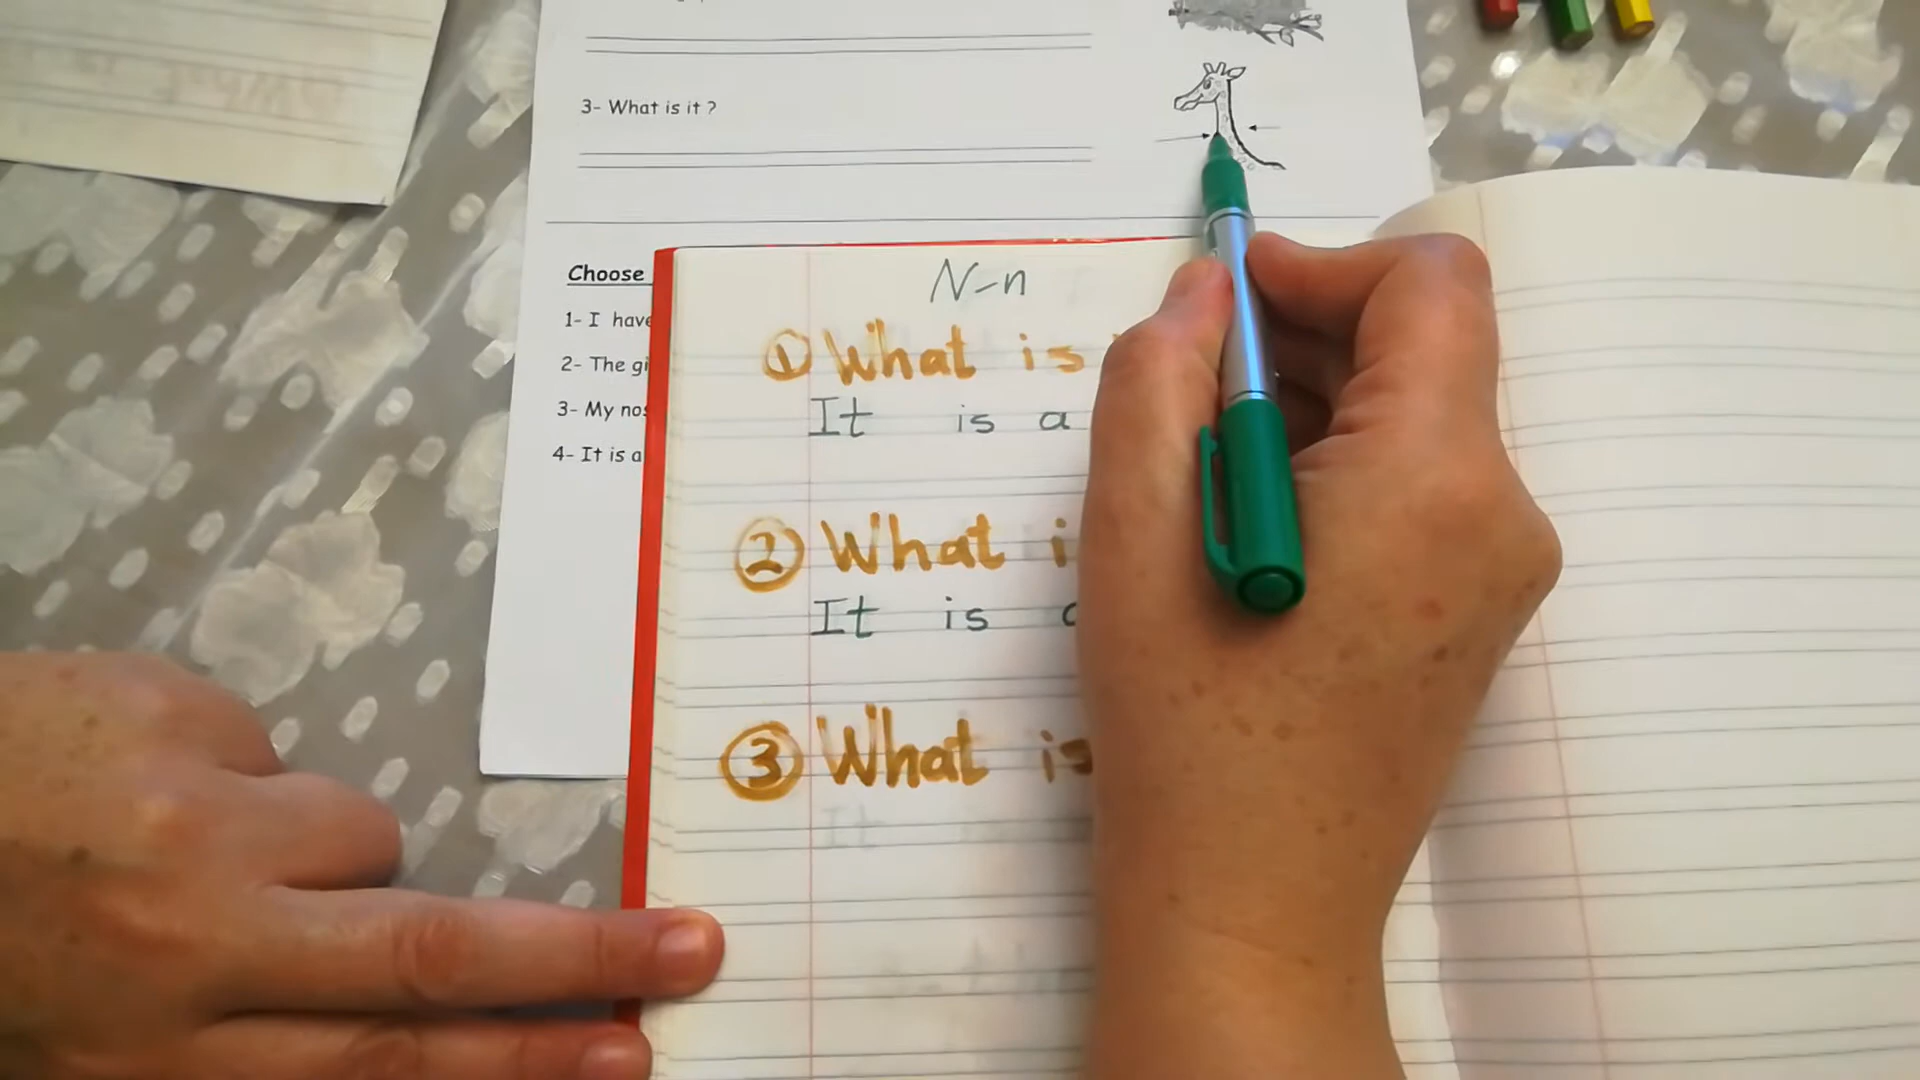 3- What is it ?
Choose
1- I have
2- The gi
3- My nos
4- It is a
N-n
① What is
It is a
② What i
It is
③ What is
It